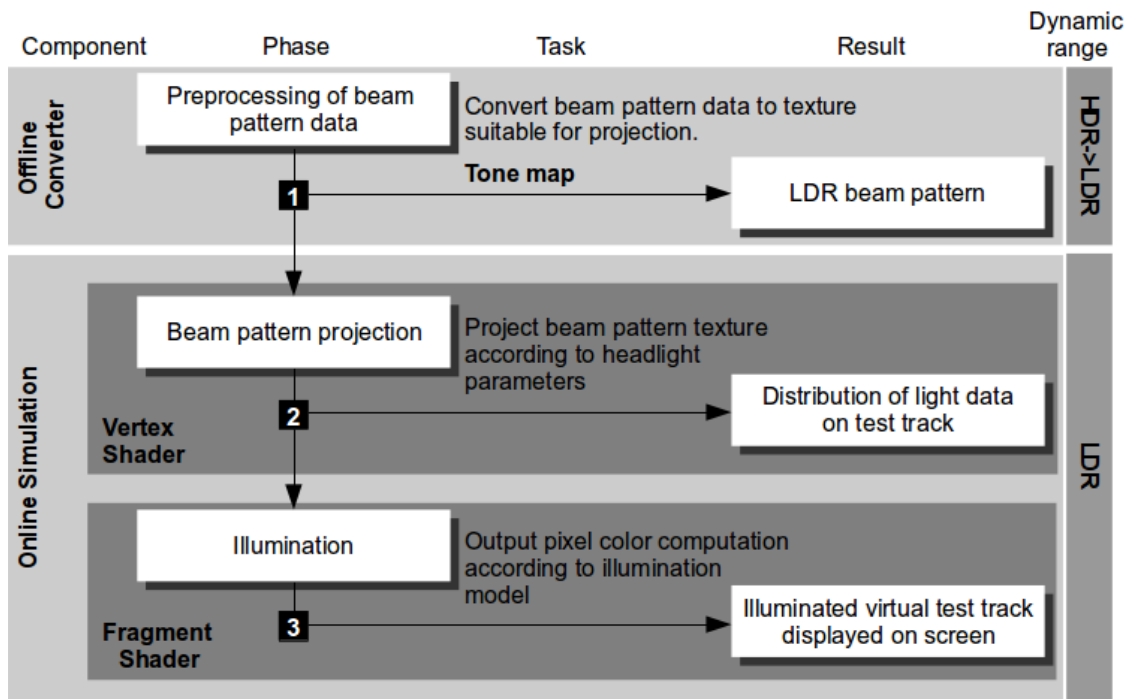 Component Phase Task Result Dynamic range
Offline Converter
Preprocessing of beam
pattern data
Convert beam pattern data to texture
suitable for projection.
1
Tone map
LDR beam pattern
HDR->LDR
Online Simulation
Beam pattern projection
Project beam pattern texture
according to headlight
parameters
2
Distribution of light data
on test track
Vertex
Shader
LDR
Illumination
Output pixel color computation
according to illumination
model
3
Illuminated virtual test track
displayed on screen
Fragment
Shader